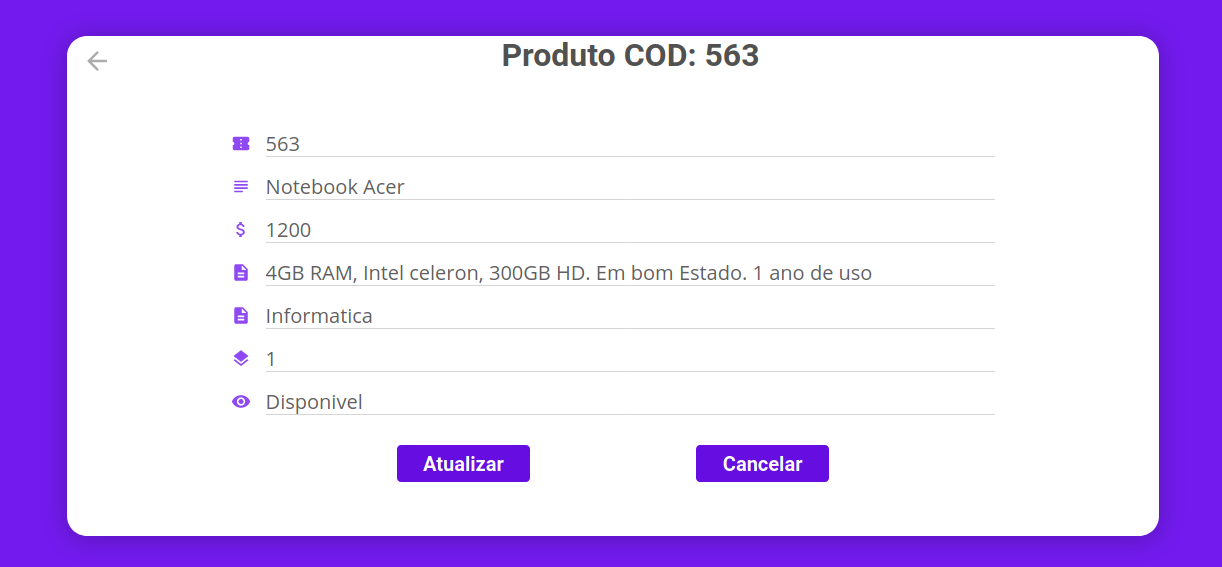 Produto COD: 563
563
Notebook Acer
1200
4GB RAM, Intel celeron, 300GB HD. Em bom Estado. 1 ano de uso
Informatica
1
Disponivel
Atualizar
Cancelar